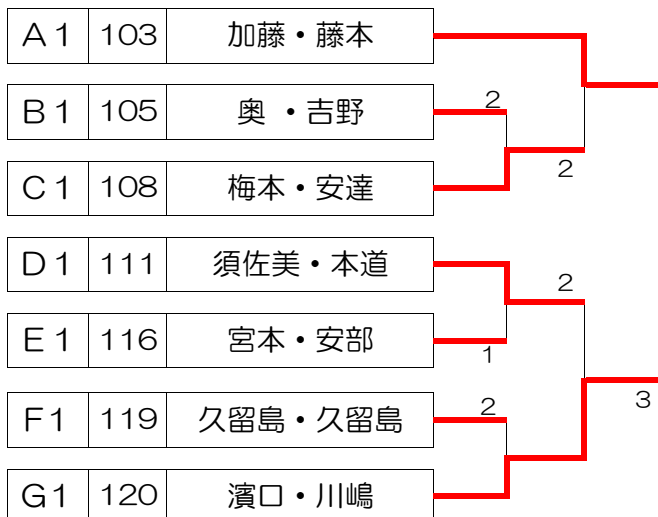 A1 103 加藤・藤本
2
B1 105 奥 ・吉野
2
C1 108 梅本・安達
D1 111 須佐美・本道
2
E1 116 宮本・安部
1
3
2
F1 119 久留島・久留島
G1 120 濱口・川嶋